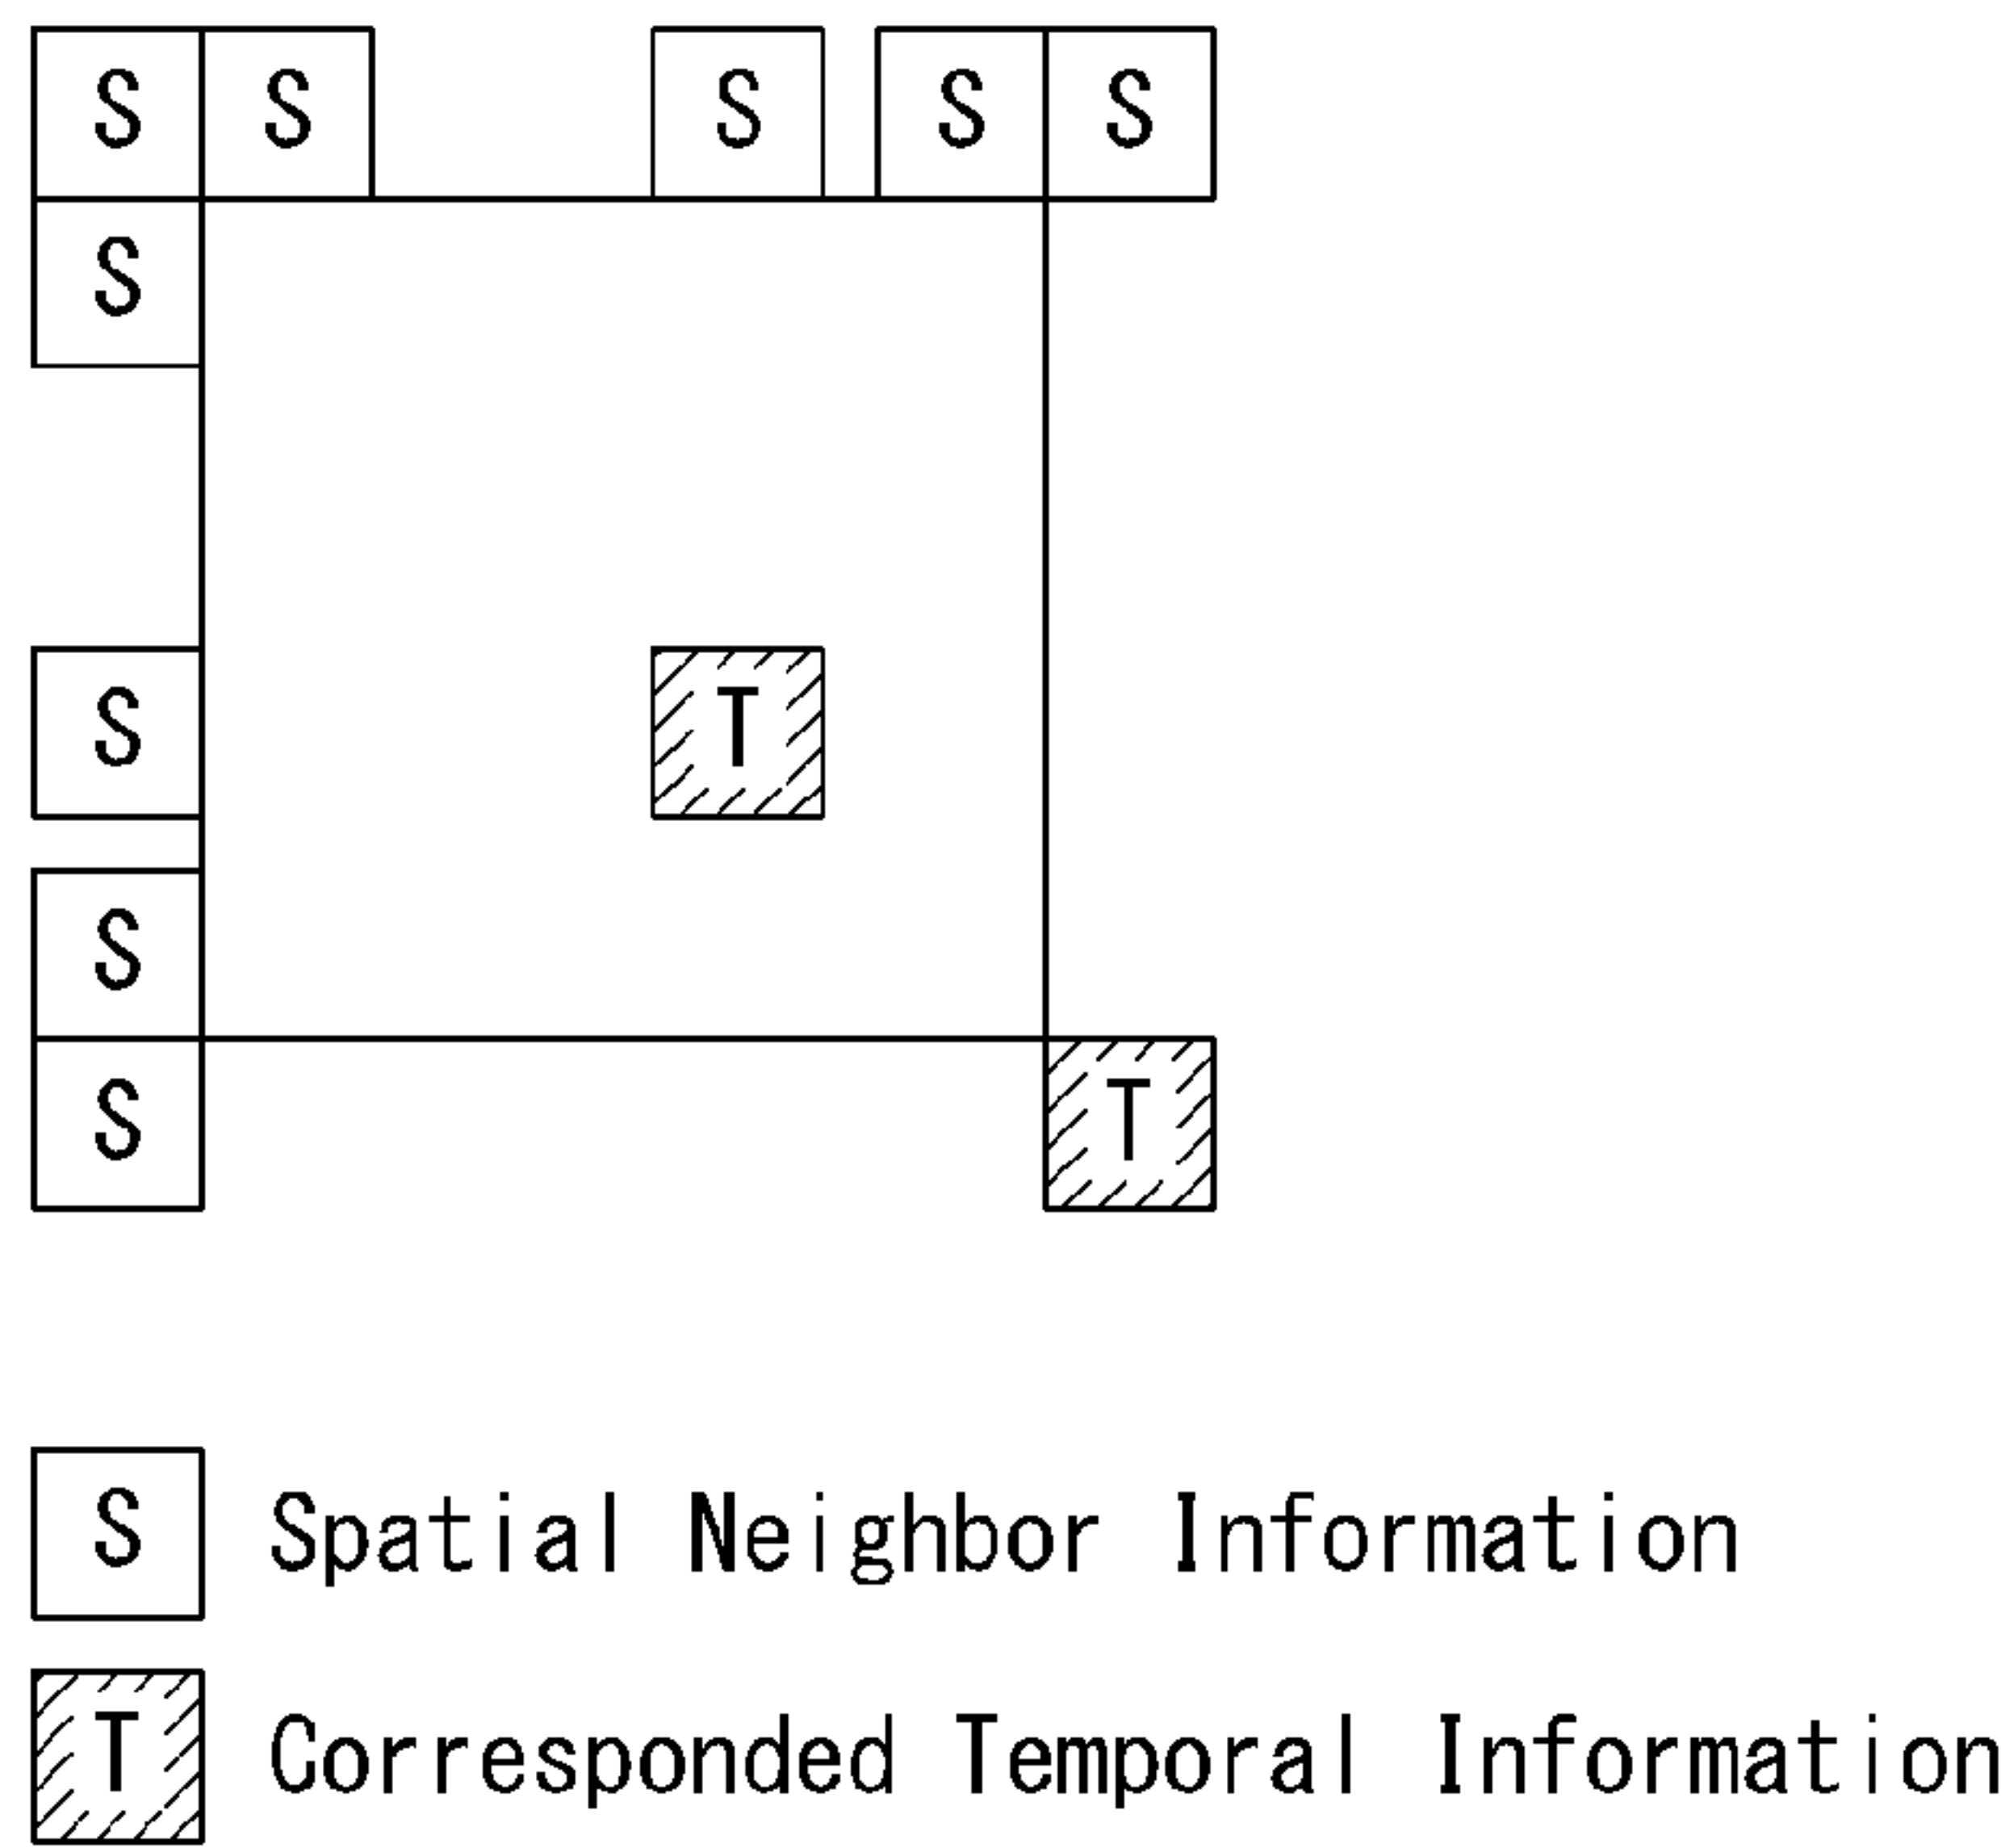 S S S S S
S
S T
S
S T
S Spatial Neighbor Information
T Corresponded Temporal Information